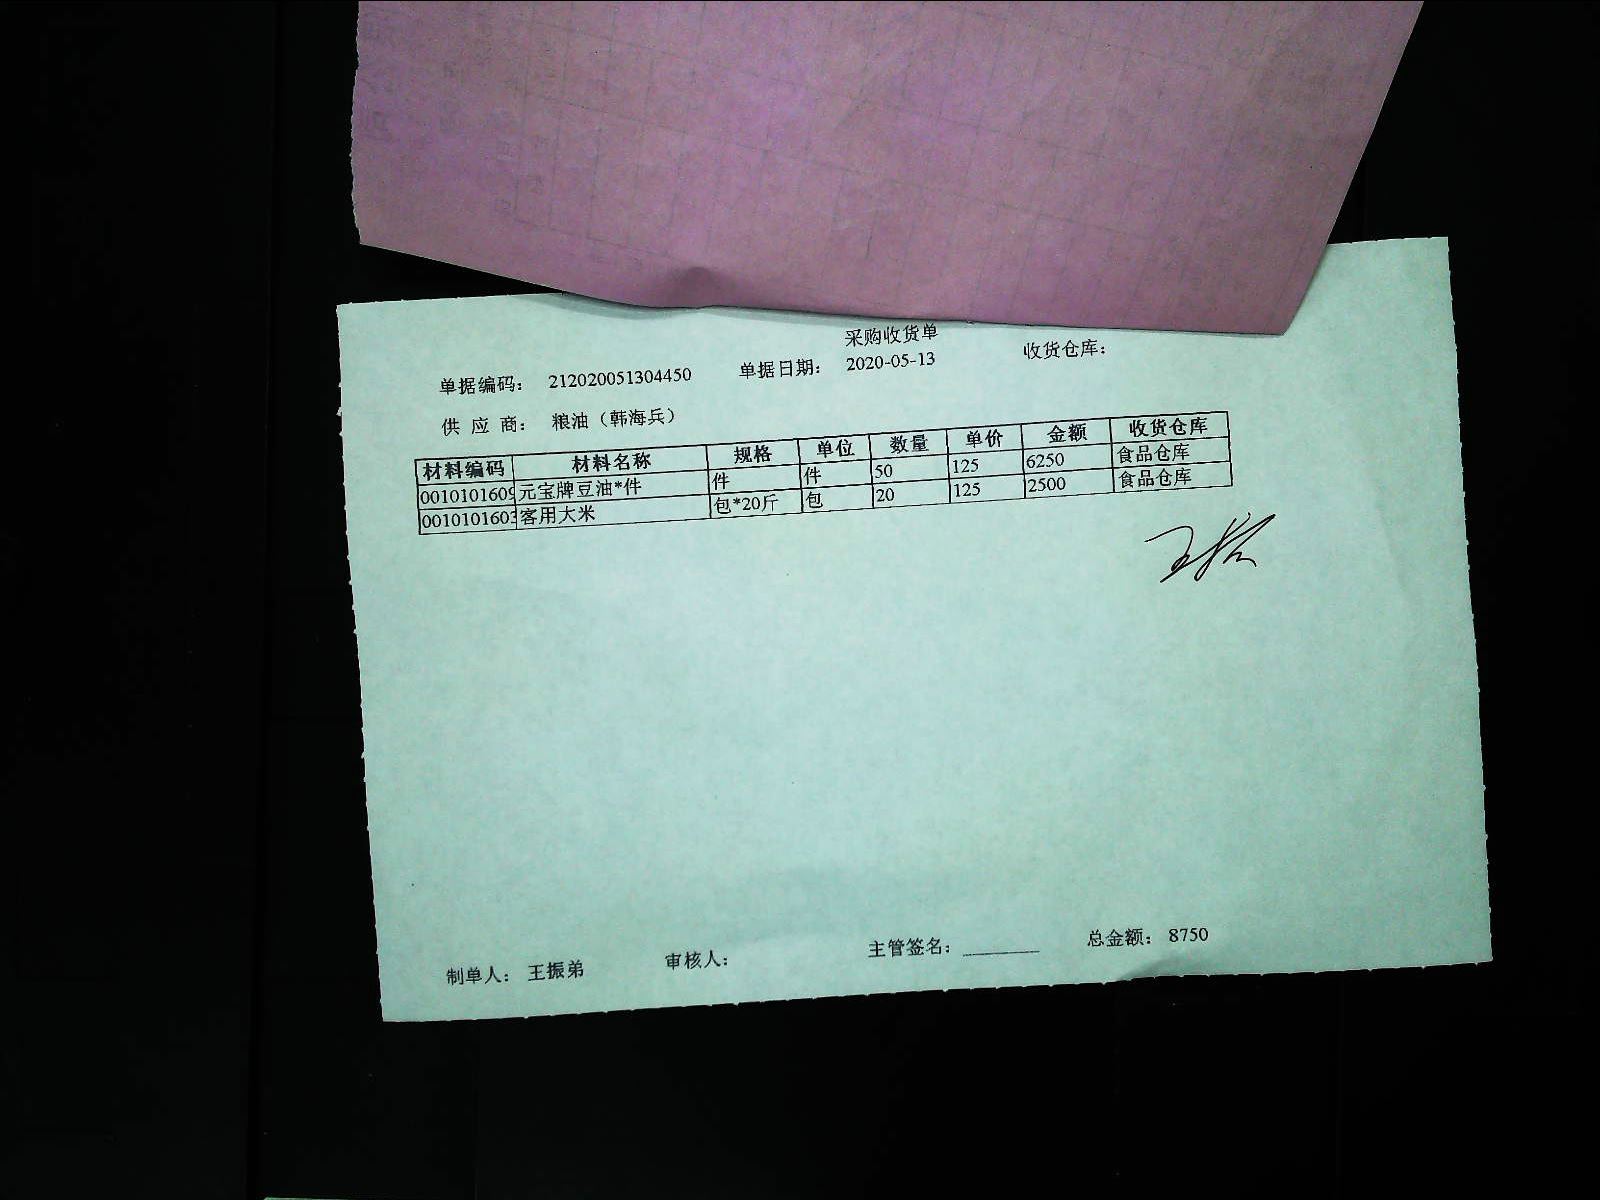 采购收货单
单据编码： 212020051304450 单据日期： 2020-05-13 收货仓库：
供 应 商： 粮油（韩海兵）
材料编码 材料名称 规格 单位 数量 单价 金额 收货仓库
0010101609 元宝牌豆油*件 件 件 50 125 6250 食品仓库
0010101603 客用大米 包*20斤 包 20 125 2500 食品仓库
制单人： 王振弟 审核人： 主管签名： 总金额： 8750